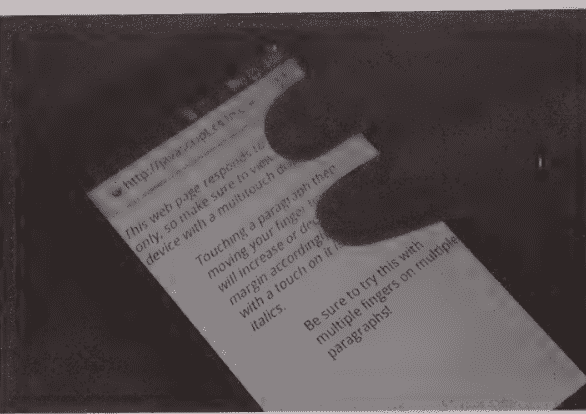 This web page responds to
only, so make sure to view
device with a multitouch
Touching a paragraph then
moving your finger
will increase or
margin according
with a touch on it
italics.
Be sure to try this with
multiple fingers on multiple
paragraphs!